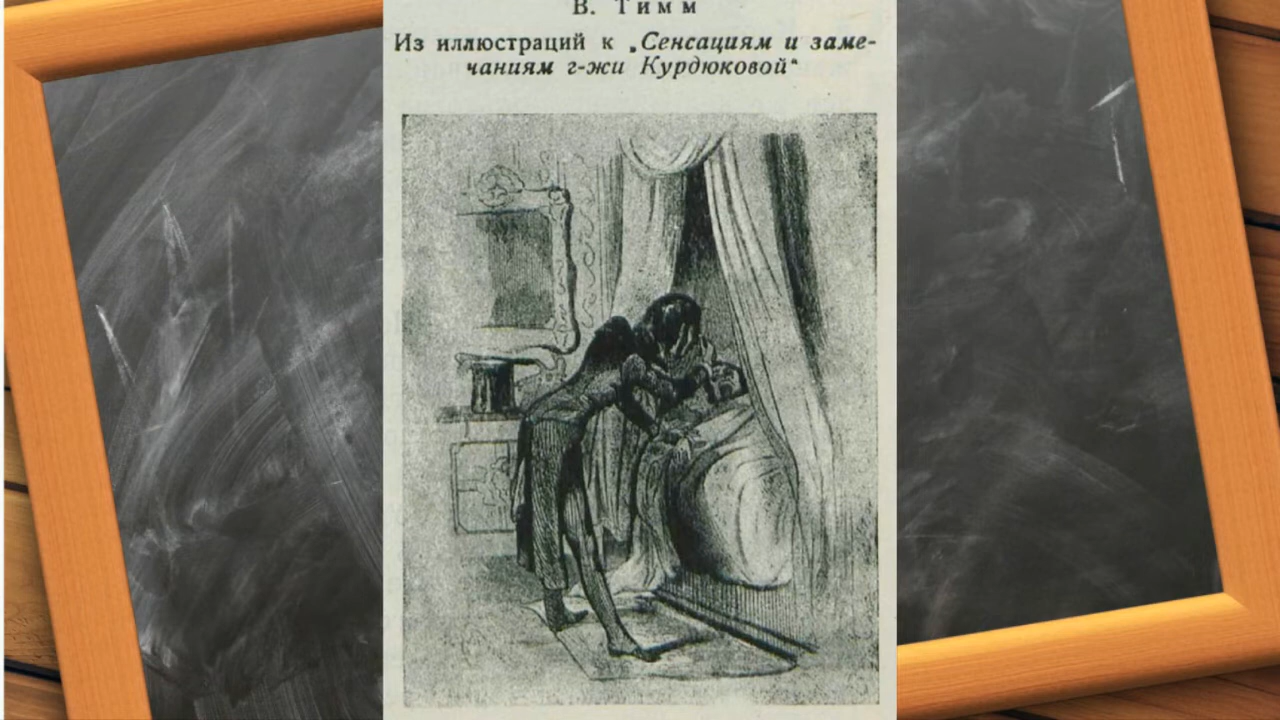 В. Тимм
Из иллюстраций к „Сенсациям и заме-
чаниям г-жи Курдюковой“